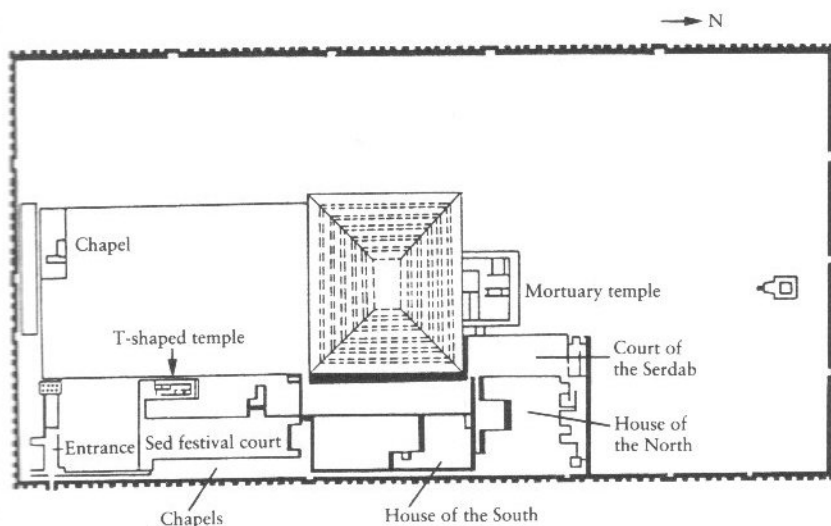 N
Chapel
Mortuary temple
T-shaped temple
Court of
the Serdab
House of
the North
Entrance
Sed festival court
Chapels
House of the South